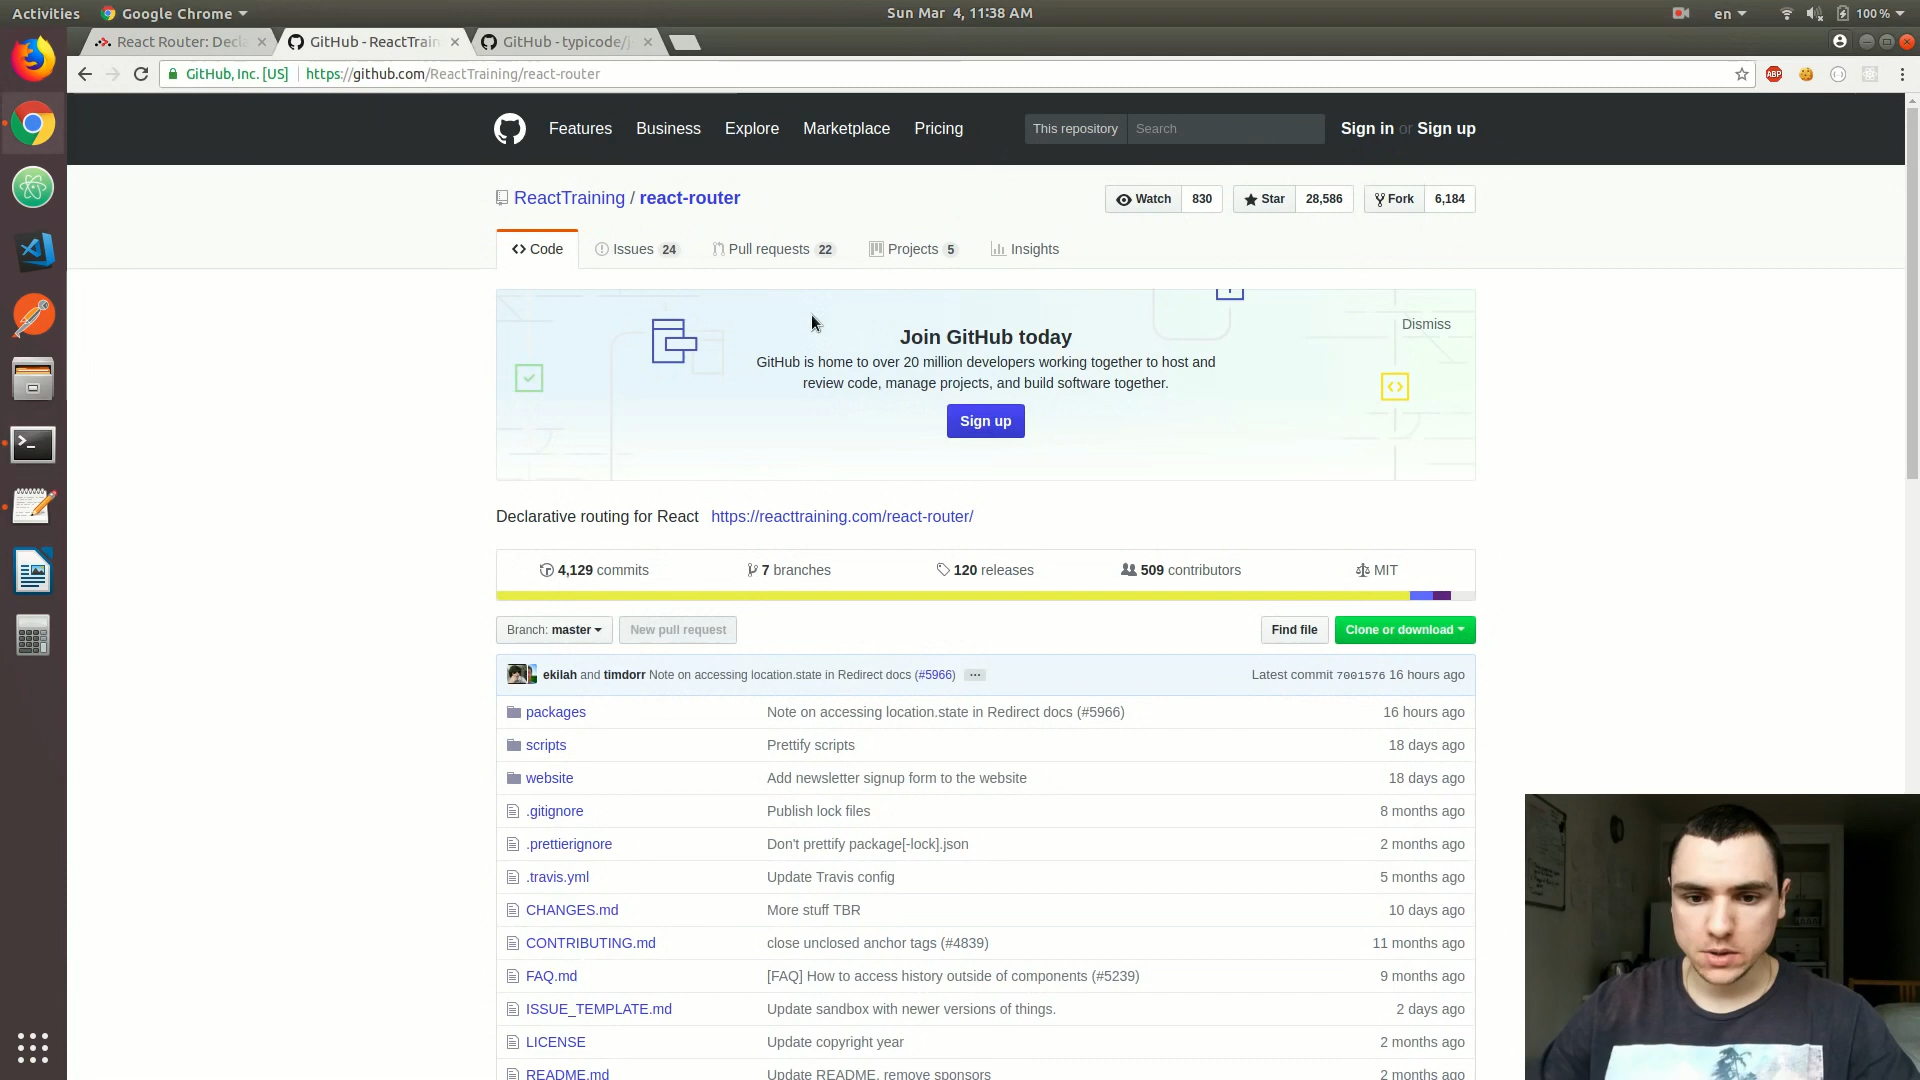 Activities Google Chrome Sun Mar 4, 11:38 AM en 100 %
React Router: Decla GitHub - ReactTrain GitHub - typicode/j
GitHub, Inc. [US] https://github.com/ReactTraining/react-router ABP
Features Business Explore Marketplace Pricing This repository Search Sign in or Sign up
ReactTraining / react-router Watch 830 Star 28,586 Fork 6,184
Code Issues 24 Pull requests 22 Projects 5 Insights
Join GitHub today Dismiss
GitHub is home to over 20 million developers working together to host and
review code, manage projects, and build software together.
Sign up
Declarative routing for React https://reacttraining.com/react-router/
4,129 commits 7 branches 120 releases 509 contributors MIT
Branch: master New pull request Find file Clone or download
ekilah and timdorr Note on accessing location.state in Redirect docs (#5966) ... Latest commit 7001576 16 hours ago
packages Note on accessing location.state in Redirect docs (#5966) 16 hours ago
scripts Prettify scripts 18 days ago
website Add newsletter signup form to the website 18 days ago
.gitignore Publish lock files 8 months ago
.prettierignore Don't prettify package[-lock].json 2 months ago
.travis.yml Update Travis config 5 months ago
CHANGES.md More stuff TBR 10 days ago
CONTRIBUTING.md close unclosed anchor tags (#4839) 11 months ago
FAQ.md [FAQ] How to access history outside of components (#5239) 9 months ago
ISSUE_TEMPLATE.md Update sandbox with newer versions of things. 2 days ago
LICENSE Update copyright year 2 months ago
README.md Update README, remove sponsors 2 months ago